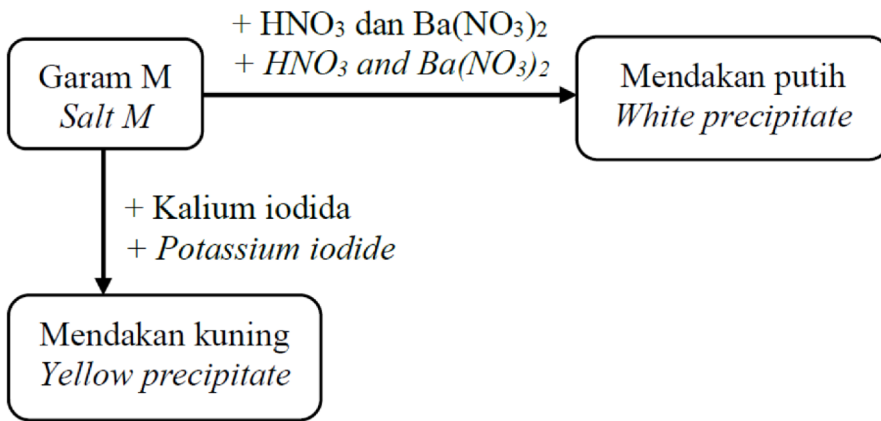 + HNO₃ dan Ba(NO₃)₂
+ HNO₃ and Ba(NO₃)₂
Garam M
Salt M
Mendakan putih
White precipitate
+ Kalium iodida
+ Potassium iodide
Mendakan kuning
Yellow precipitate